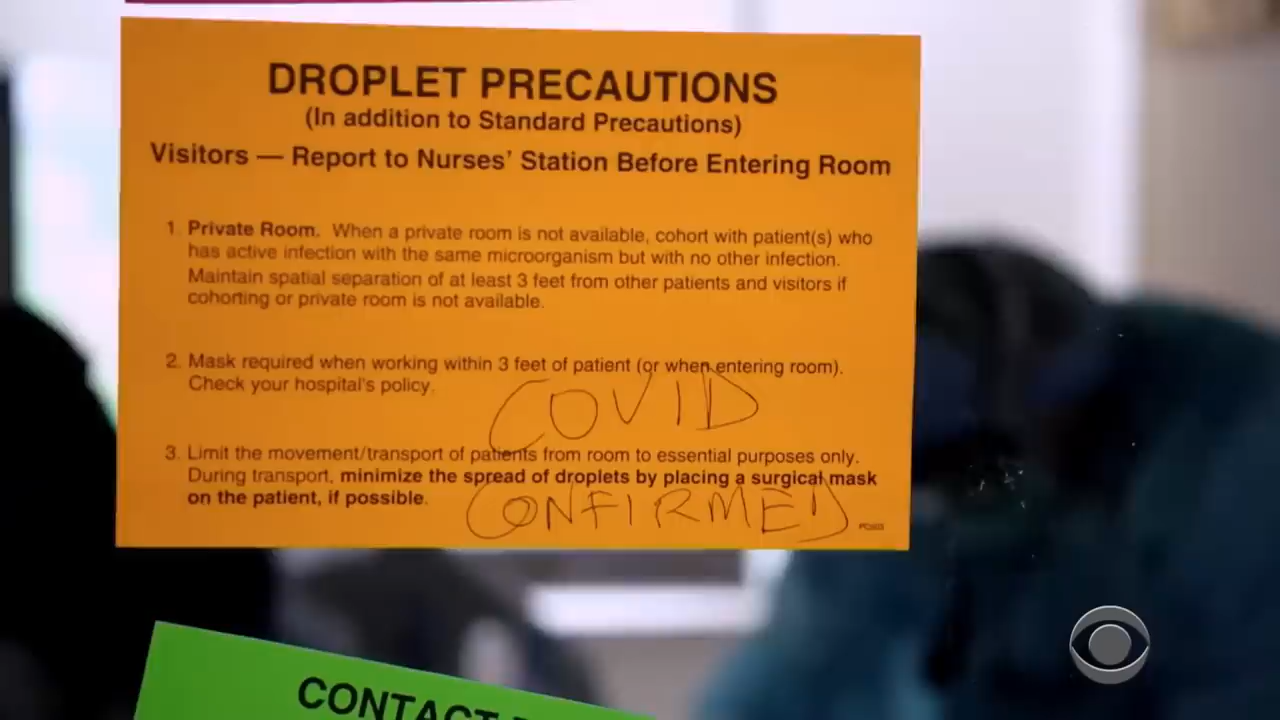 DROPLET PRECAUTIONS
(In addition to Standard Precautions)
Visitors — Report to Nurses' Station Before Entering Room
1. Private Room. When a private room is not available, cohort with patient(s) who
has active infection with the same microorganism but with no other infection.
Maintain spatial separation of at least 3 feet from other patients and visitors if
cohorting or private room is not available.
2. Mask required when working within 3 feet of patient (or when entering room).
Check your hospital's policy.
COVID
3. Limit the movement/transport of patients from room to essential purposes only.
During transport, minimize the spread of droplets by placing a surgical mask
on the patient, if possible.
CONFIRMED
CONTACT